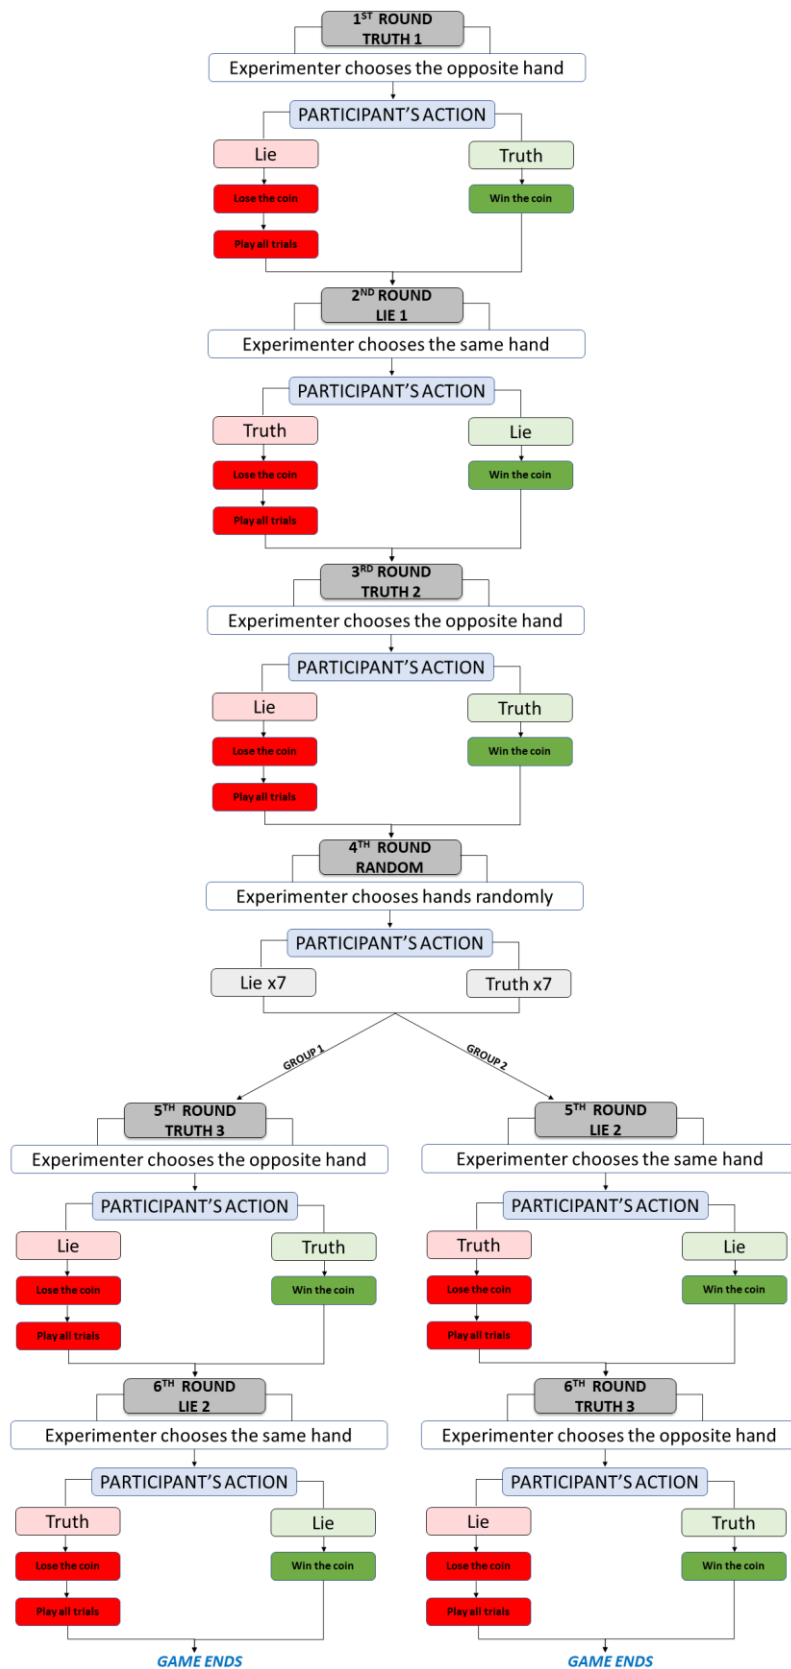 1ST ROUND
TRUTH 1
Experimenter chooses the opposite hand
PARTICIPANT'S ACTION
Lie
Truth
Lose the coin
Win the coin
Play all trials
2ND ROUND
LIE 1
Experimenter chooses the same hand
PARTICIPANT'S ACTION
Truth
Lie
Lose the coin
Win the coin
Play all trials
3RD ROUND
TRUTH 2
Experimenter chooses the opposite hand
PARTICIPANT'S ACTION
Lie
Truth
Lose the coin
Win the coin
Play all trials
4TH ROUND
RANDOM
Experimenter chooses hands randomly
PARTICIPANT'S ACTION
Lie x7
Truth x7
GROUP 1
GROUP 2
5TH ROUND
TRUTH 3
Experimenter chooses the opposite hand
PARTICIPANT'S ACTION
Lie
Truth
Lose the coin
Win the coin
Play all trials
6TH ROUND
LIE 2
Experimenter chooses the same hand
PARTICIPANT'S ACTION
Truth
Lie
Lose the coin
Win the coin
Play all trials
GAME ENDS
5TH ROUND
LIE 2
Experimenter chooses the same hand
PARTICIPANT'S ACTION
Truth
Lie
Lose the coin
Win the coin
Play all trials
6TH ROUND
TRUTH 3
Experimenter chooses the opposite hand
PARTICIPANT'S ACTION
Lie
Truth
Lose the coin
Win the coin
Play all trials
GAME ENDS